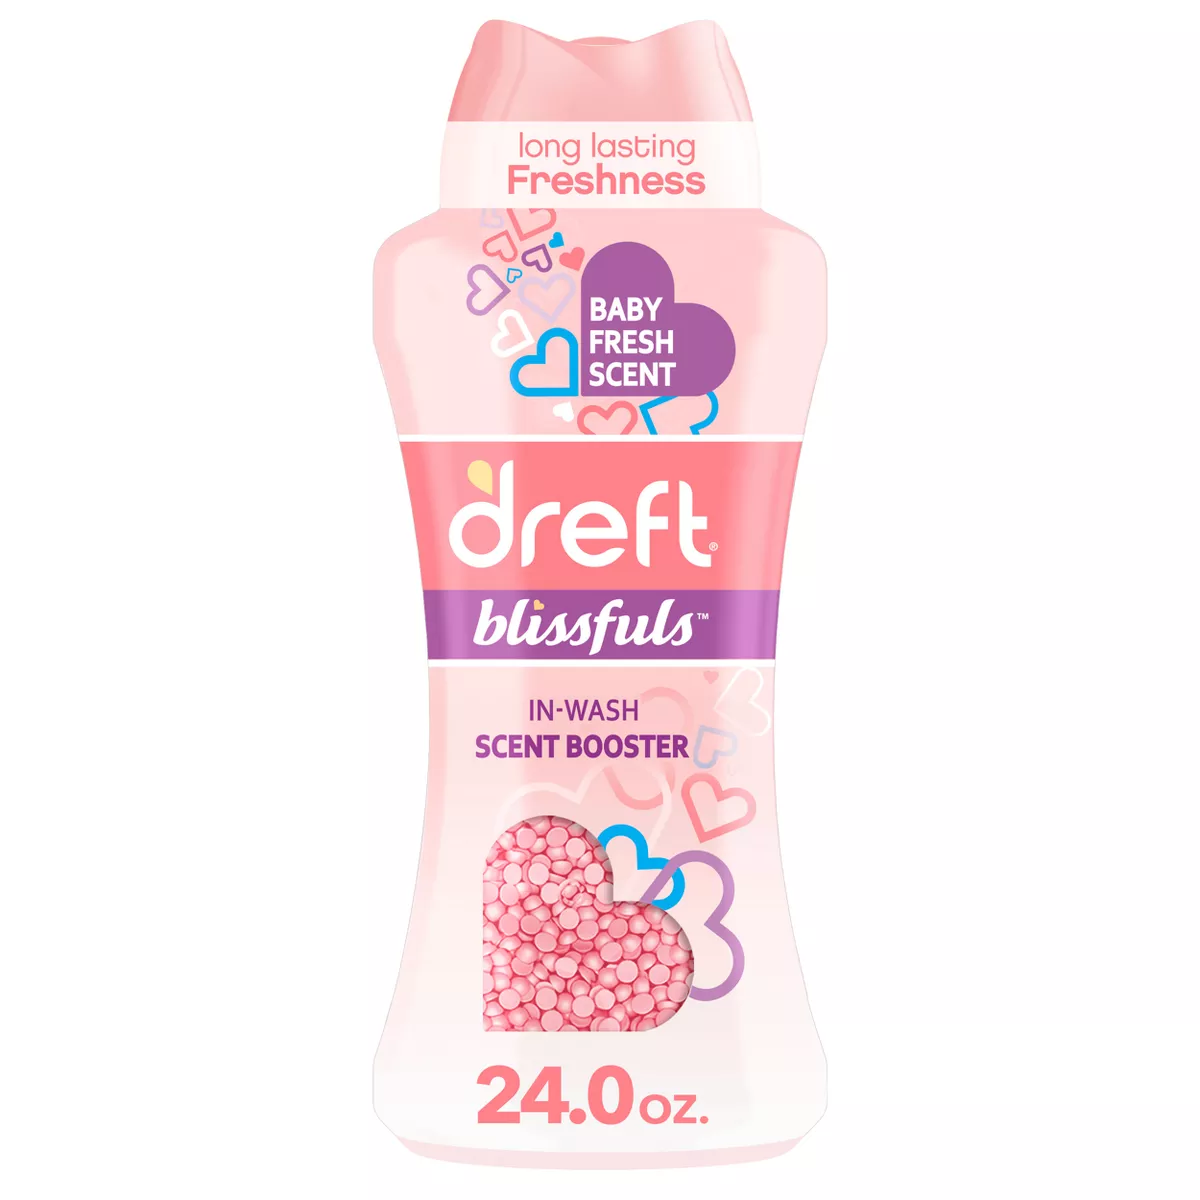 long lasting
Freshness
BABY
FRESH
SCENT
dreft®
blissfuls™
IN-WASH
SCENT BOOSTER
24.0 OZ.